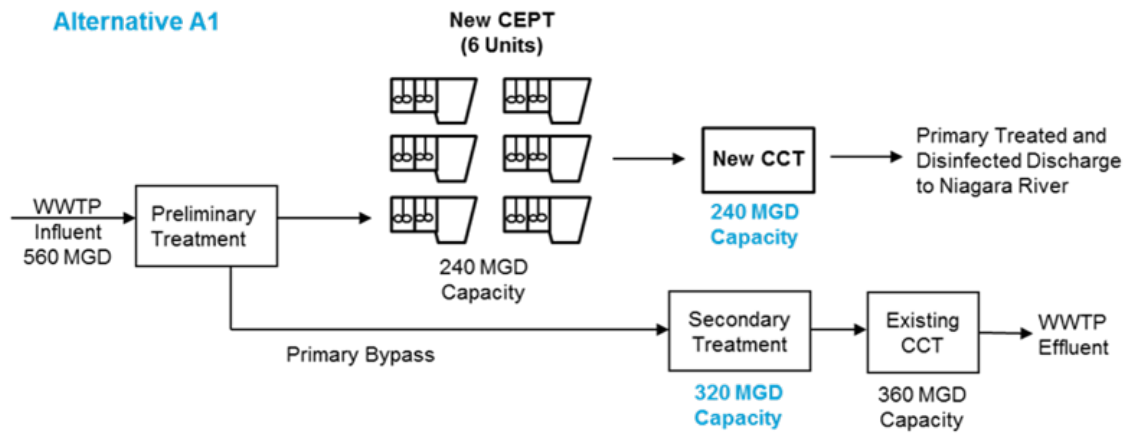 Alternative A1
New CEPT
(6 Units)
WWTP
Influent
560 MGD
Preliminary
Treatment
240 MGD
Capacity
New CCT
240 MGD
Capacity
Primary Treated and
Disinfected Discharge
to Niagara River
Primary Bypass
Secondary
Treatment
320 MGD
Capacity
Existing
CCT
360 MGD
Capacity
WWTP
Effluent